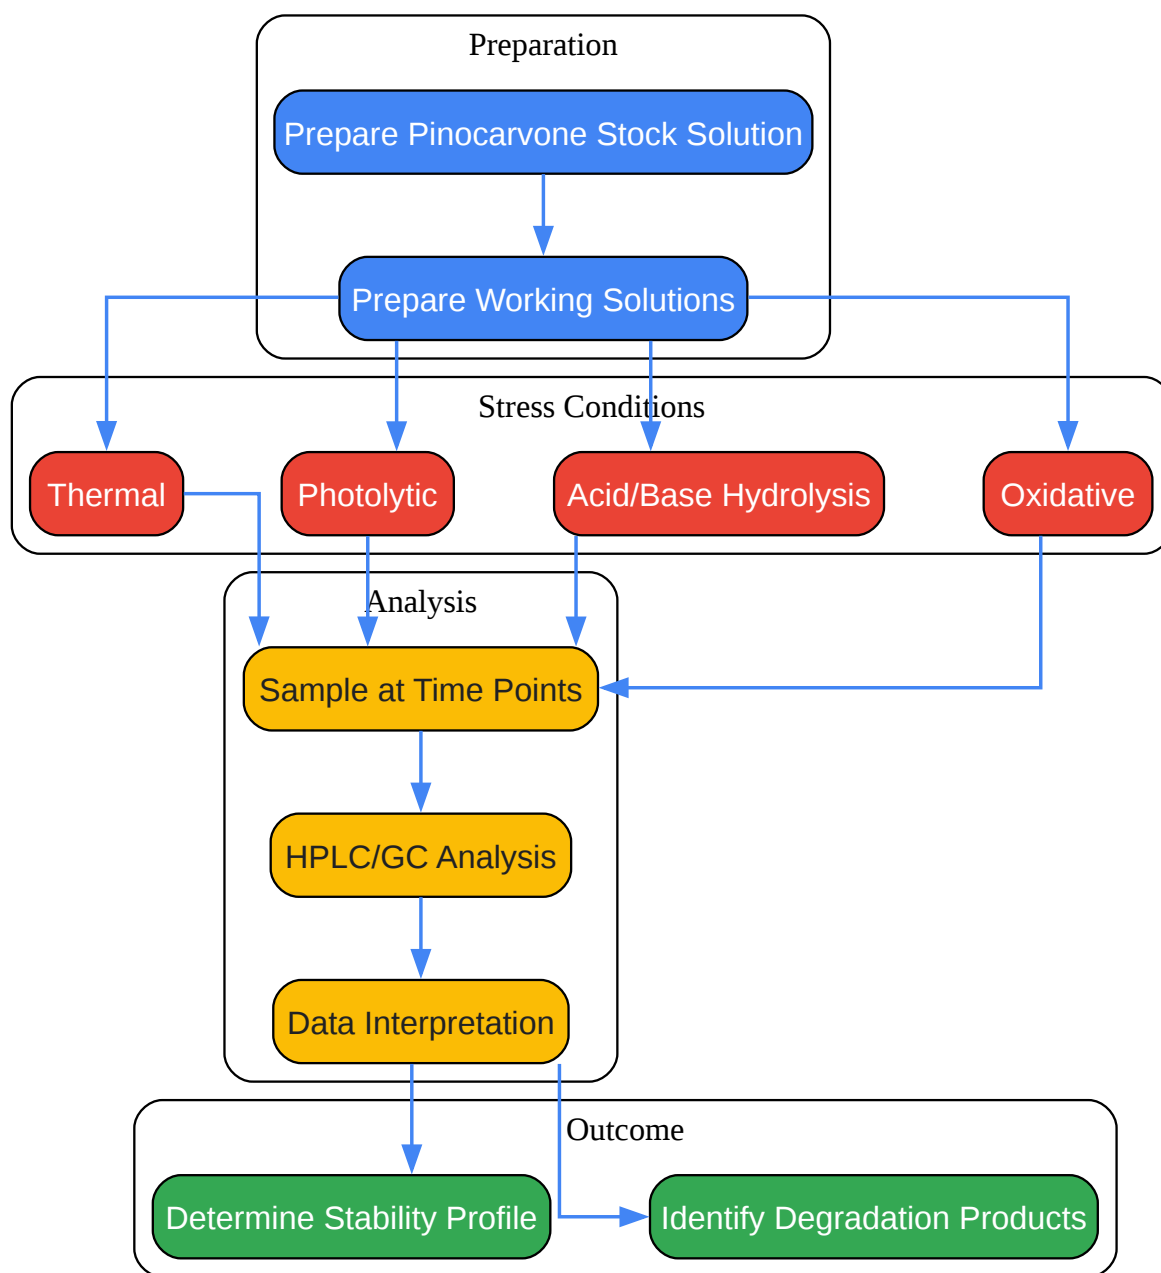 Preparation
Prepare Pinocarvone Stock Solution
Prepare Working Solutions
Stress Conditions
Thermal
Photolytic
Acid/Base Hydrolysis
Oxidative
Analysis
Sample at Time Points
HPLC/GC Analysis
Data Interpretation
Outcome
Determine Stability Profile
Identify Degradation Products